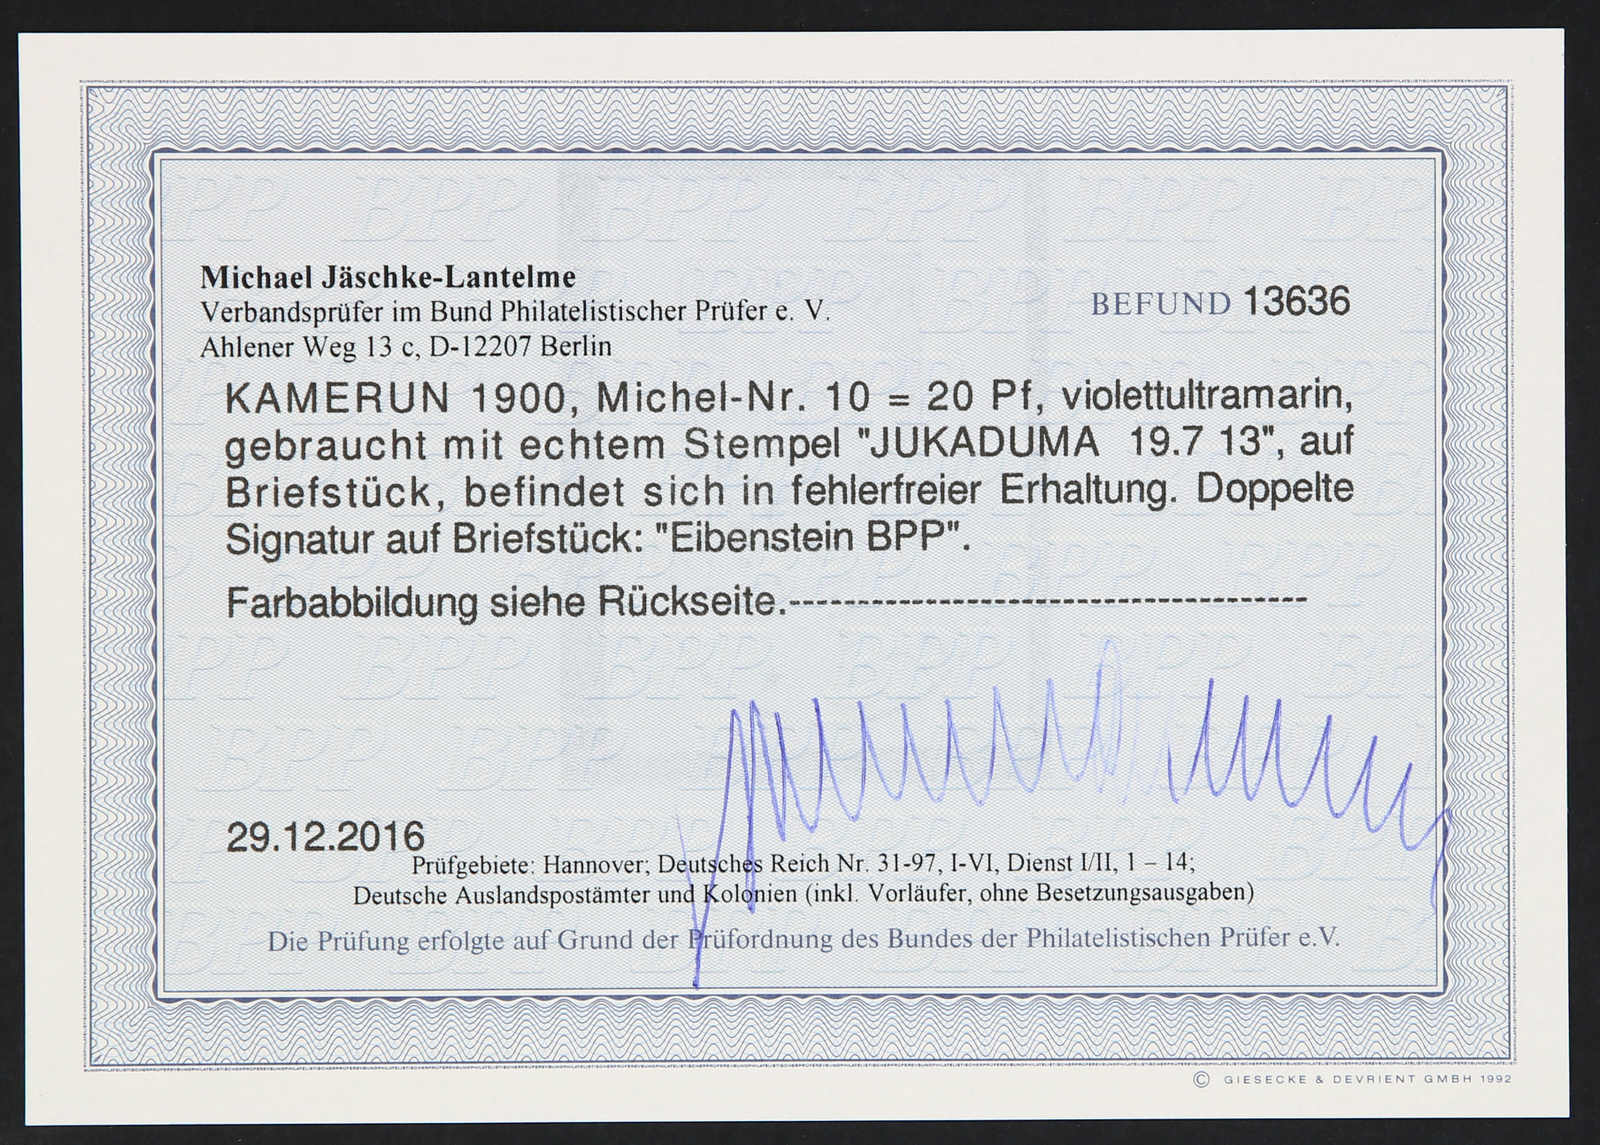 Michael Jäschke-Lantelme
Verbandsprüfer im Bund Philatelistischer Prüfer e. V.
Ahlener Weg 13 c, D-12207 Berlin
BEFUND 13636
KAMERUN 1900, Michel-Nr. 10 = 20 Pf, violettultramarin,
gebraucht mit echtem Stempel "JUKADUMA 19.7 13", auf
Briefstück, befindet sich in fehlerfreier Erhaltung. Doppelte
Signatur auf Briefstück: "Eibenstein BPP".
Farbabbildung siehe Rückseite.--------------------------------------
29.12.2016
Prüfgebiete: Hannover; Deutsches Reich Nr. 31-97, I-VI, Dienst I/II, 1 – 14;
Deutsche Auslandspostämter und Kolonien (inkl. Vorläufer, ohne Besetzungsausgaben)
Die Prüfung erfolgte auf Grund der Prüfordnung des Bundes der Philatelistischen Prüfer e.V.
© GIESECKE & DEVRIENT GMBH 1992